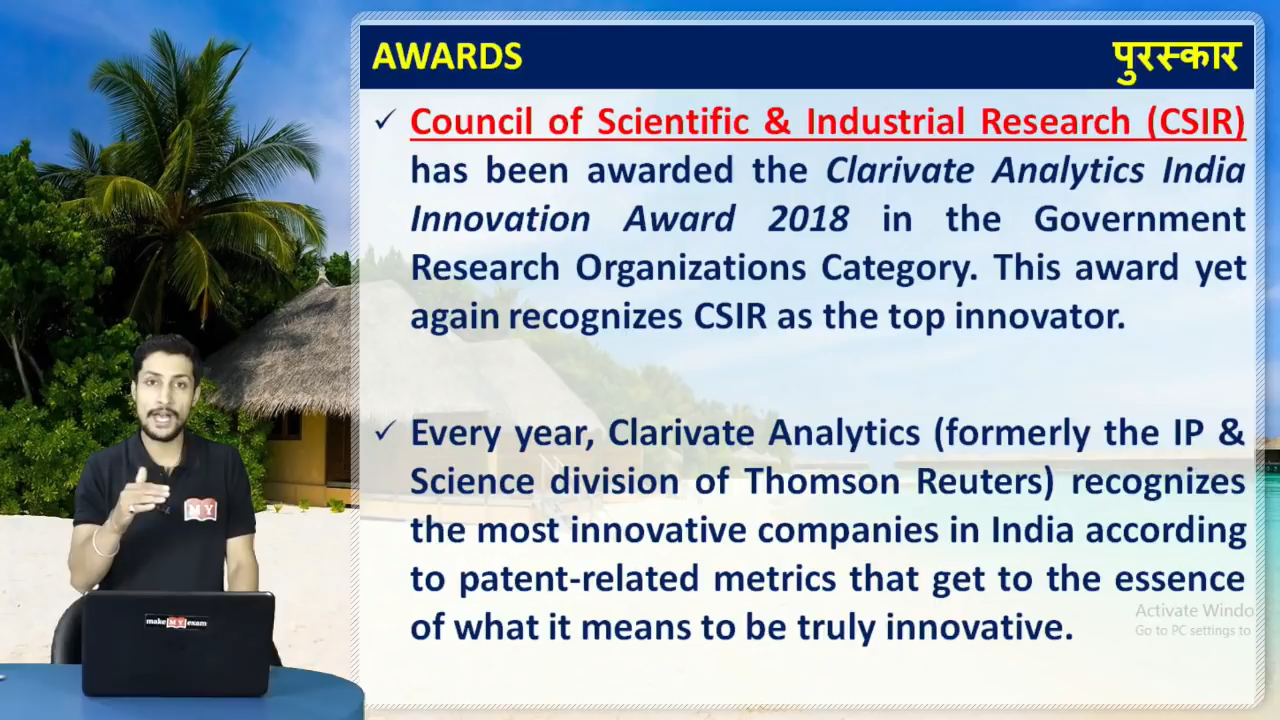 AWARDS पुरस्कार
✓ Council of Scientific & Industrial Research (CSIR)
has been awarded the Clarivate Analytics India
Innovation Award 2018 in the Government
Research Organizations Category. This award yet
again recognizes CSIR as the top innovator.
✓ Every year, Clarivate Analytics (formerly the IP &
Science division of Thomson Reuters) recognizes
the most innovative companies in India according
to patent-related metrics that get to the essence
of what it means to be truly innovative.
Activate Windo
Go to PC settings to
MY
make MY exam